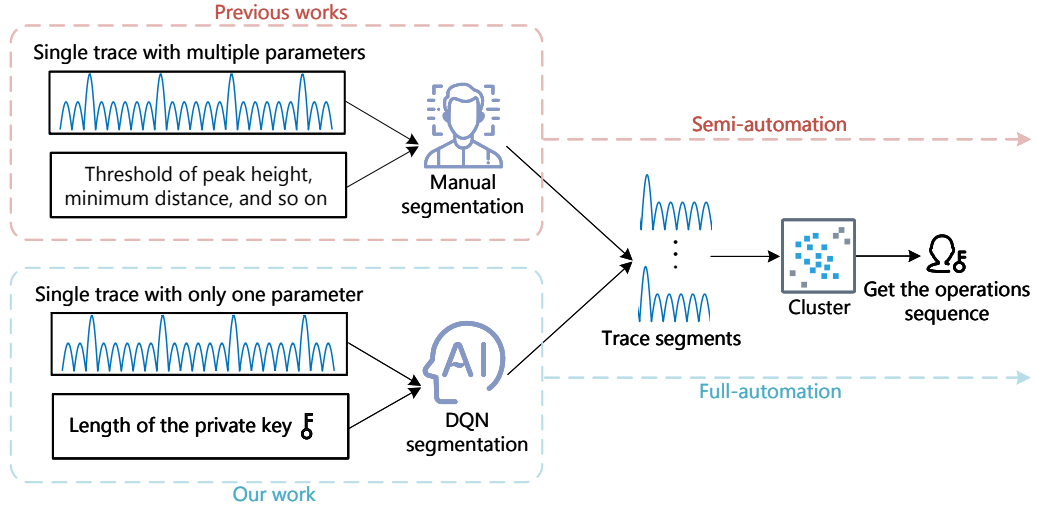 Previous works
Single trace with multiple parameters
Threshold of peak height,
minimum distance, and so on
Manual
segmentation
Semi-automation
Single trace with only one parameter
Length of the private key
AI
DQN
segmentation
Trace segments
Cluster
Get the operations
sequence
Full-automation
Our work